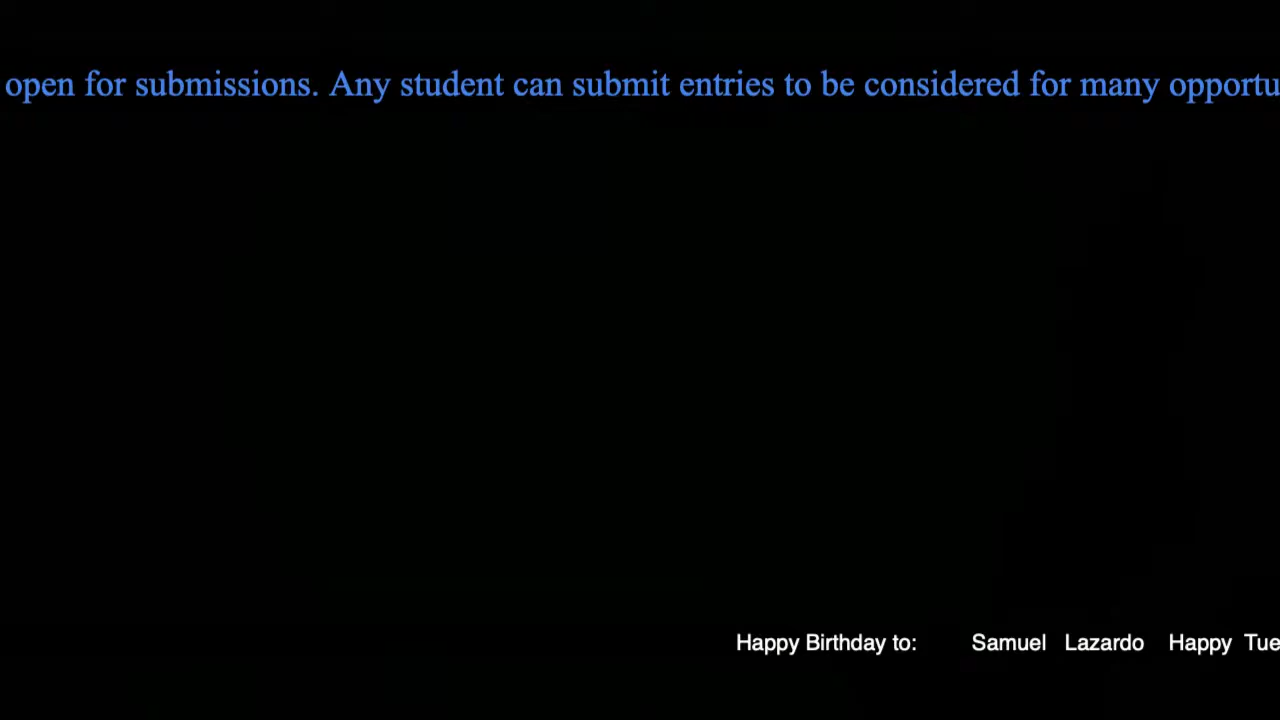 open for submissions. Any student can submit entries to be considered for many opportu
Happy Birthday to: Samuel Lazardo Happy Tue